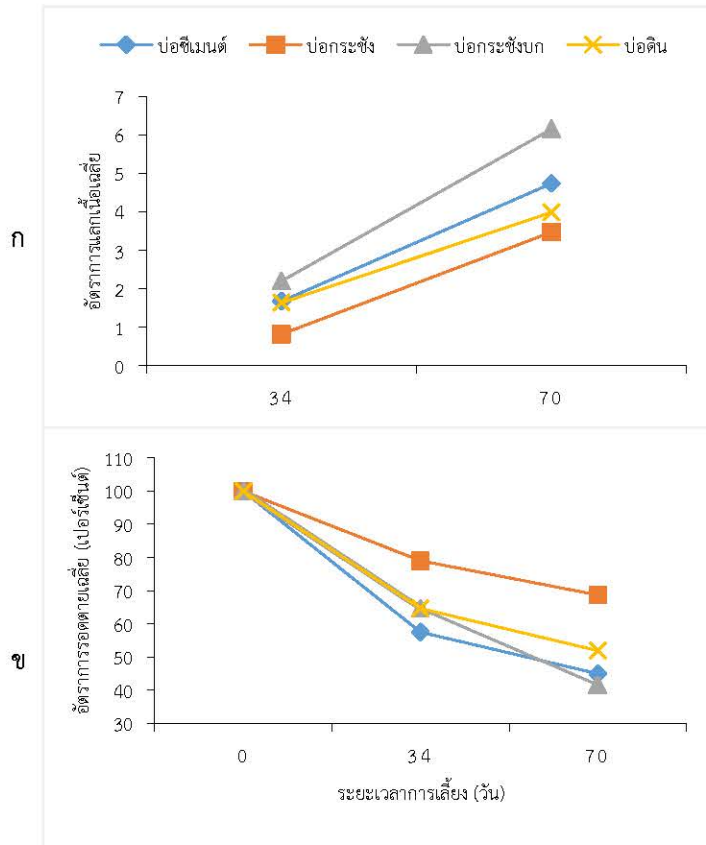 บ่อซีเมนต์ บ่อกระชัง บ่อกระชังบก บ่อดิน
ก
อัตราการแลกเนื้อเฉลี่ย
7
6
5
4
3
2
1
0
34 70
ข
อัตราการรอดตายเฉลี่ย (เปอร์เซ็นต์)
110
100
90
80
70
60
50
40
30
0 34 70
ระยะเวลาการเลี้ยง (วัน)